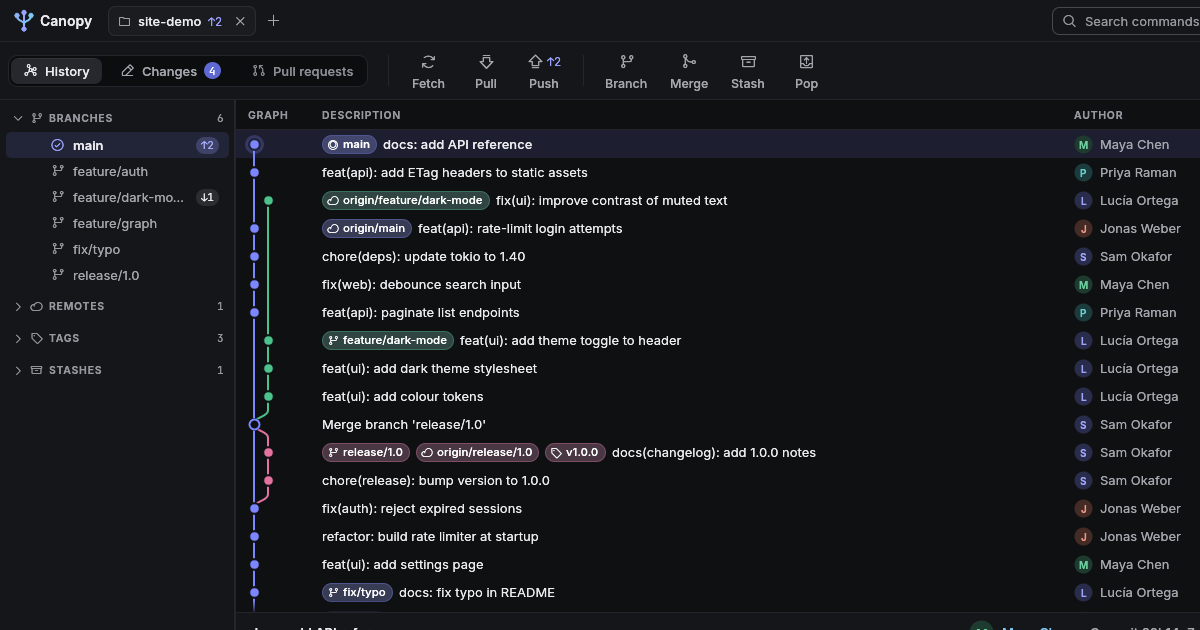 Canopy site-demo ↑2
Search commands
History Changes 4 Pull requests
Fetch Pull Push ↑2 Branch Merge Stash Pop
BRANCHES 6
main ↑2
feature/auth
feature/dark-mo... ↓1
feature/graph
fix/typo
release/1.0
REMOTES 1
TAGS 3
STASHES 1
GRAPH DESCRIPTION AUTHOR
main docs: add API reference M Maya Chen
feat(api): add ETag headers to static assets P Priya Raman
origin/feature/dark-mode fix(ui): improve contrast of muted text L Lucía Ortega
origin/main feat(api): rate-limit login attempts J Jonas Weber
chore(deps): update tokio to 1.40 S Sam Okafor
fix(web): debounce search input M Maya Chen
feat(api): paginate list endpoints P Priya Raman
feature/dark-mode feat(ui): add theme toggle to header L Lucía Ortega
feat(ui): add dark theme stylesheet L Lucía Ortega
feat(ui): add colour tokens L Lucía Ortega
Merge branch 'release/1.0' S Sam Okafor
release/1.0 origin/release/1.0 v1.0.0 docs(changelog): add 1.0.0 notes S Sam Okafor
chore(release): bump version to 1.0.0 S Sam Okafor
fix(auth): reject expired sessions J Jonas Weber
refactor: build rate limiter at startup J Jonas Weber
feat(ui): add settings page M Maya Chen
fix/typo docs: fix typo in README L Lucía Ortega